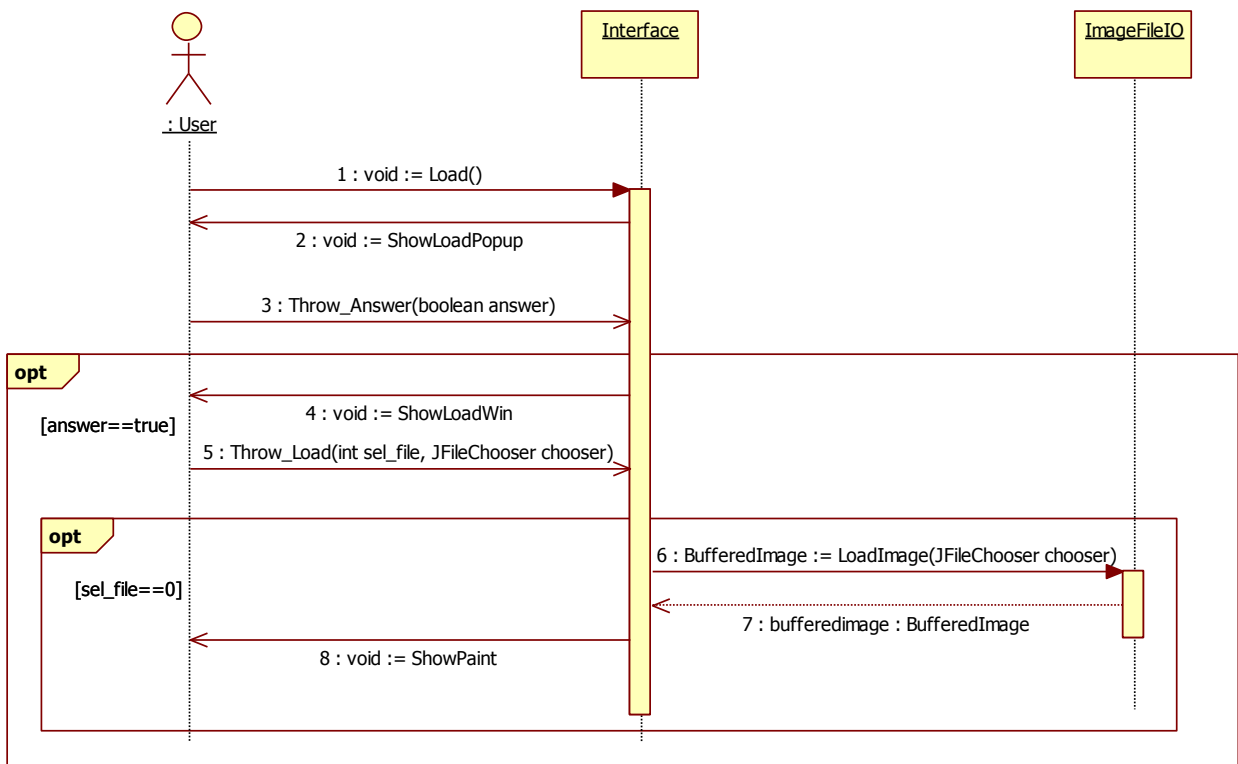 Interface
ImageFileIO
: User
1 : void := Load()
2 : void := ShowLoadPopup
3 : Throw_Answer(boolean answer)
opt
4 : void := ShowLoadWin
[answer==true]
5 : Throw_Load(int sel_file, JFileChooser chooser)
opt
6 : BufferedImage := LoadImage(JFileChooser chooser)
[sel_file==0]
7 : bufferedimage : BufferedImage
8 : void := ShowPaint